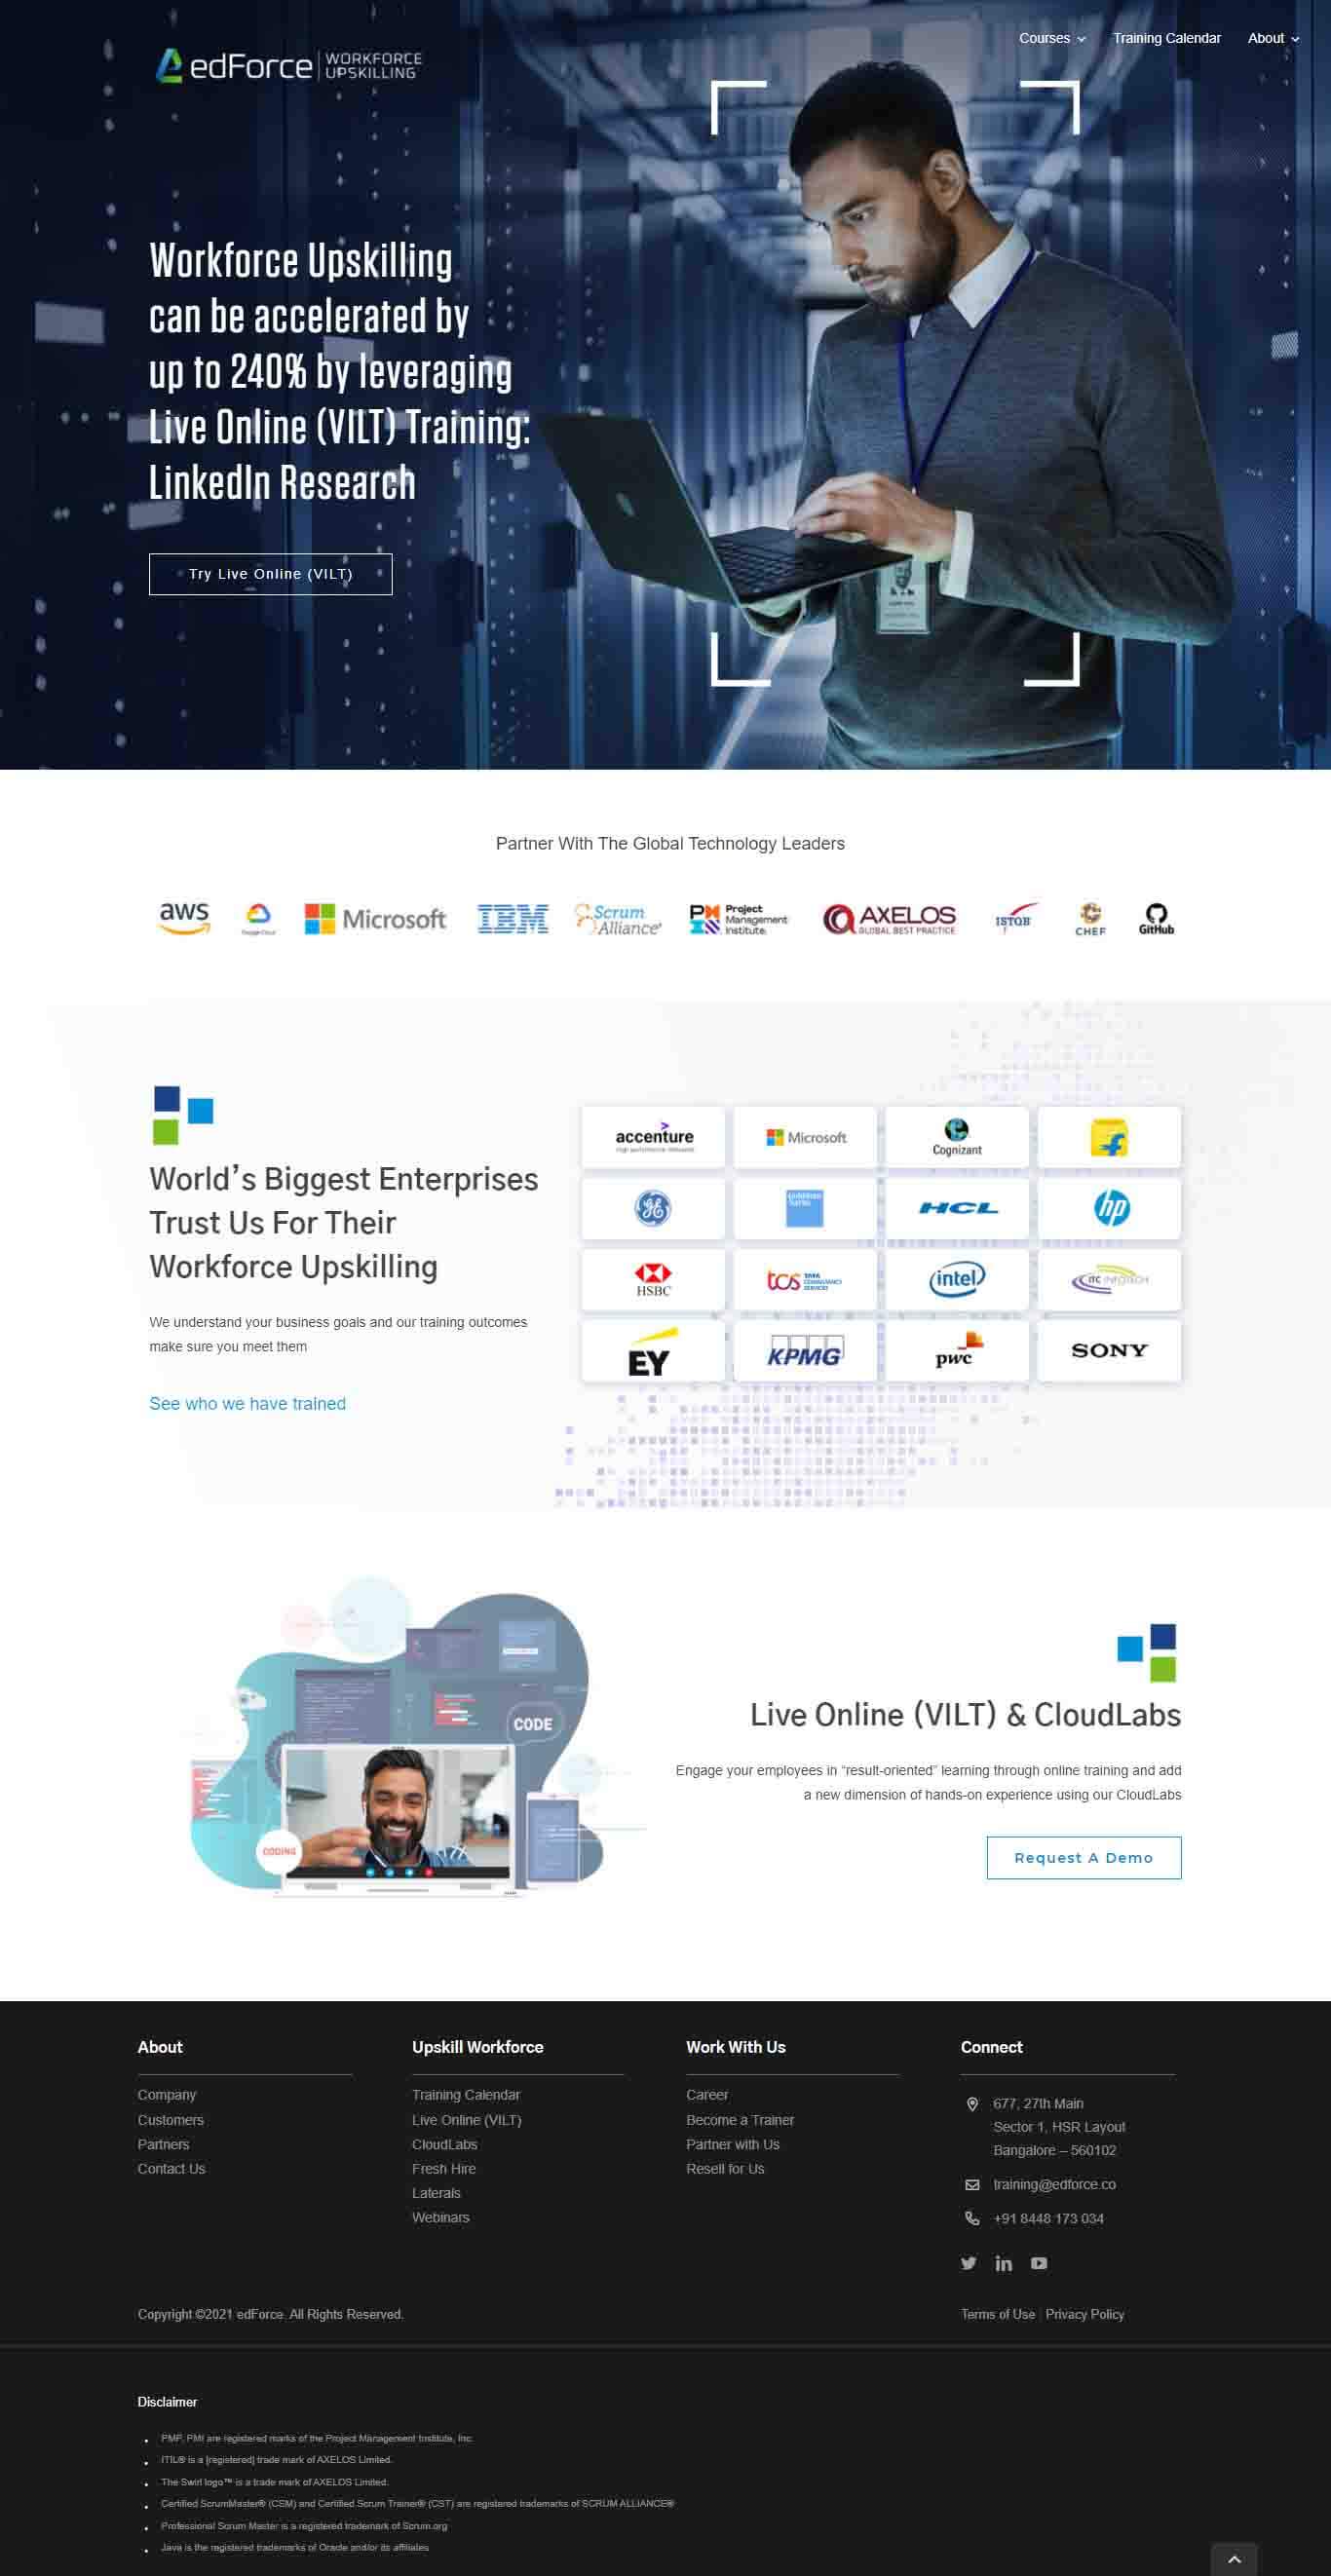 Courses
Training Calendar
About
edForce
WORKFORCE
UPSKILLING
Workforce Upskilling
can be accelerated by
up to 240% by leveraging
Live Online (VILT) Training:
LinkedIn Research
Try Live Online (VILT)
Partner With The Global Technology Leaders
aws
Google Cloud
Microsoft
IBM
Scrum
Alliance
Project
Management
Institute.
AXELOS
GLOBAL BEST PRACTICE
ISTQB
CHEF
GitHub
World's Biggest Enterprises
Trust Us For Their
Workforce Upskilling
We understand your business goals and our training outcomes
make sure you meet them
See who we have trained
accenture
High performance. Delivered.
Microsoft
Cognizant
Goldman
Sachs
HCL
hp
HSBC
tcs TATA
CONSULTANCY
SERVICES
intel
ITC INFOTECH
EY
KPMG
pwc
SONY
CODE
CODING
Live Online (VILT) & CloudLabs
Engage your employees in “result-oriented” learning through online training and add
a new dimension of hands-on experience using our CloudLabs
Request A Demo
About
Company
Customers
Partners
Contact Us
Upskill Workforce
Training Calendar
Live Online (VILT)
CloudLabs
Fresh Hire
Laterals
Webinars
Work With Us
Career
Become a Trainer
Partner with Us
Resell for Us
Connect
677, 27th Main
Sector 1, HSR Layout
Bangalore – 560102
training@edforce.co
+91 8448 173 034
Copyright ©2021 edForce. All Rights Reserved.
Terms of Use | Privacy Policy
Disclaimer
PMP, PMI are registered marks of the Project Management Institute, Inc.
ITIL® is a [registered] trade mark of AXELOS Limited.
The Swirl logo™ is a trade mark of AXELOS Limited.
Certified ScrumMaster® (CSM) and Certified Scrum Trainer® (CST) are registered trademarks of SCRUM ALLIANCE®
Professional Scrum Master is a registered trademark of Scrum.org
Java is the registered trademarks of Oracle and/or its affiliates